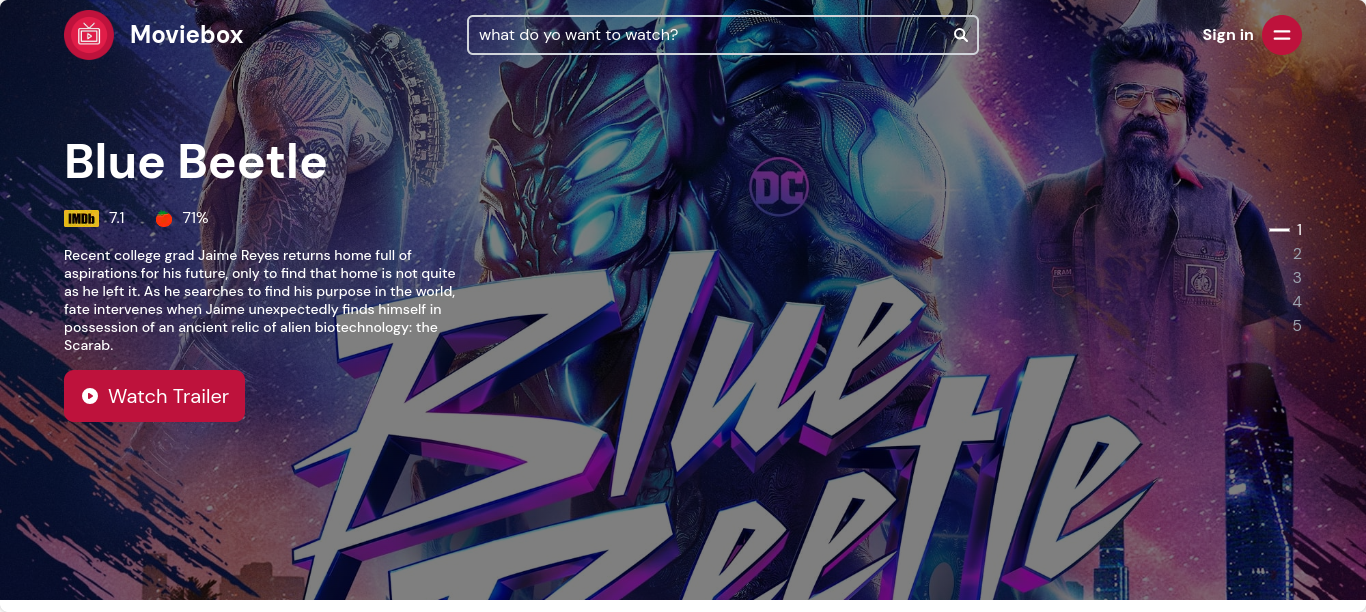 Moviebox
what do yo want to watch?
Sign in
Blue Beetle
IMDb 7.1 71%
Recent college grad Jaime Reyes returns home full of
aspirations for his future, only to find that home is not quite
as he left it. As he searches to find his purpose in the world,
fate intervenes when Jaime unexpectedly finds himself in
possession of an ancient relic of alien biotechnology: the
Scarab.
Watch Trailer
DC
1
2
3
4
5
Blue
Beetle